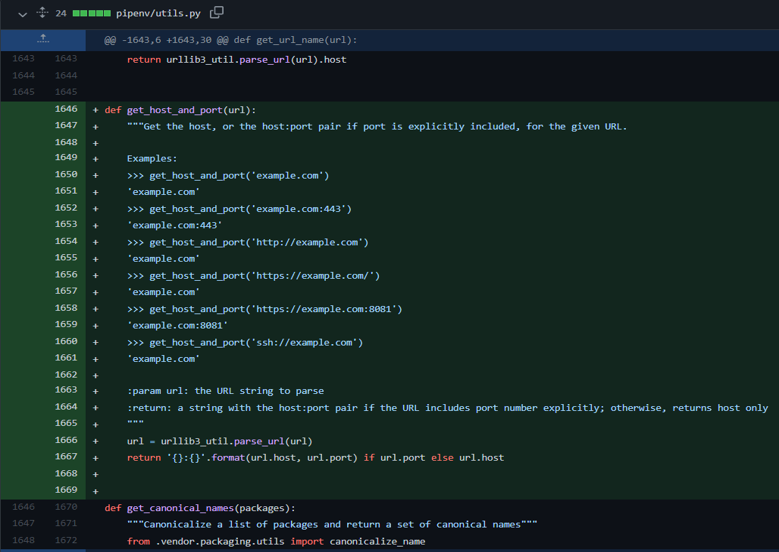 24 pipenv/utils.py
@@ -1643,6 +1643,30 @@ def get_url_name(url):
1643 1643 return urllib3_util.parse_url(url).host
1644 1644
1645 1645
1646 + def get_host_and_port(url):
1647 + """Get the host, or the host:port pair if port is explicitly included, for the given URL.
1648 +
1649 + Examples:
1650 + >>> get_host_and_port('example.com')
1651 + 'example.com'
1652 + >>> get_host_and_port('example.com:443')
1653 + 'example.com:443'
1654 + >>> get_host_and_port('http://example.com')
1655 + 'example.com'
1656 + >>> get_host_and_port('https://example.com/')
1657 + 'example.com'
1658 + >>> get_host_and_port('https://example.com:8081')
1659 + 'example.com:8081'
1660 + >>> get_host_and_port('ssh://example.com')
1661 + 'example.com'
1662 +
1663 + :param url: the URL string to parse
1664 + :return: a string with the host:port pair if the URL includes port number explicitly; otherwise, returns host only
1665 + """
1666 + url = urllib3_util.parse_url(url)
1667 + return '{}:{}'.format(url.host, url.port) if url.port else url.host
1668 +
1669 +
1646 1670 def get_canonical_names(packages):
1647 1671 """Canonicalize a list of packages and return a set of canonical names"""
1648 1672 from .vendor.packaging.utils import canonicalize_name